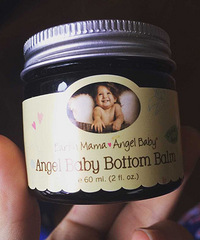 Earth Mama ♥ Angel Baby®
Angel Baby Bottom Balm
e 60 ml. (2 fl. oz.)